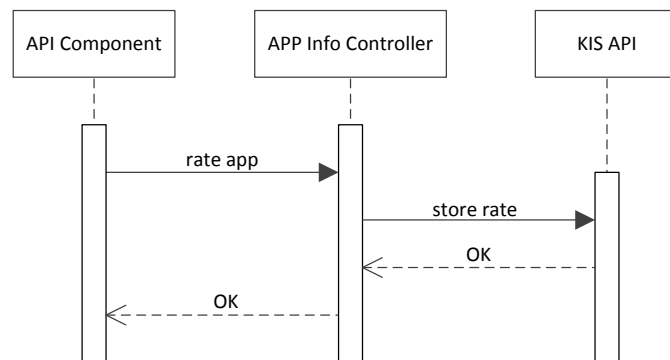 API Component
APP Info Controller
KIS API
rate app
store rate
OK
OK